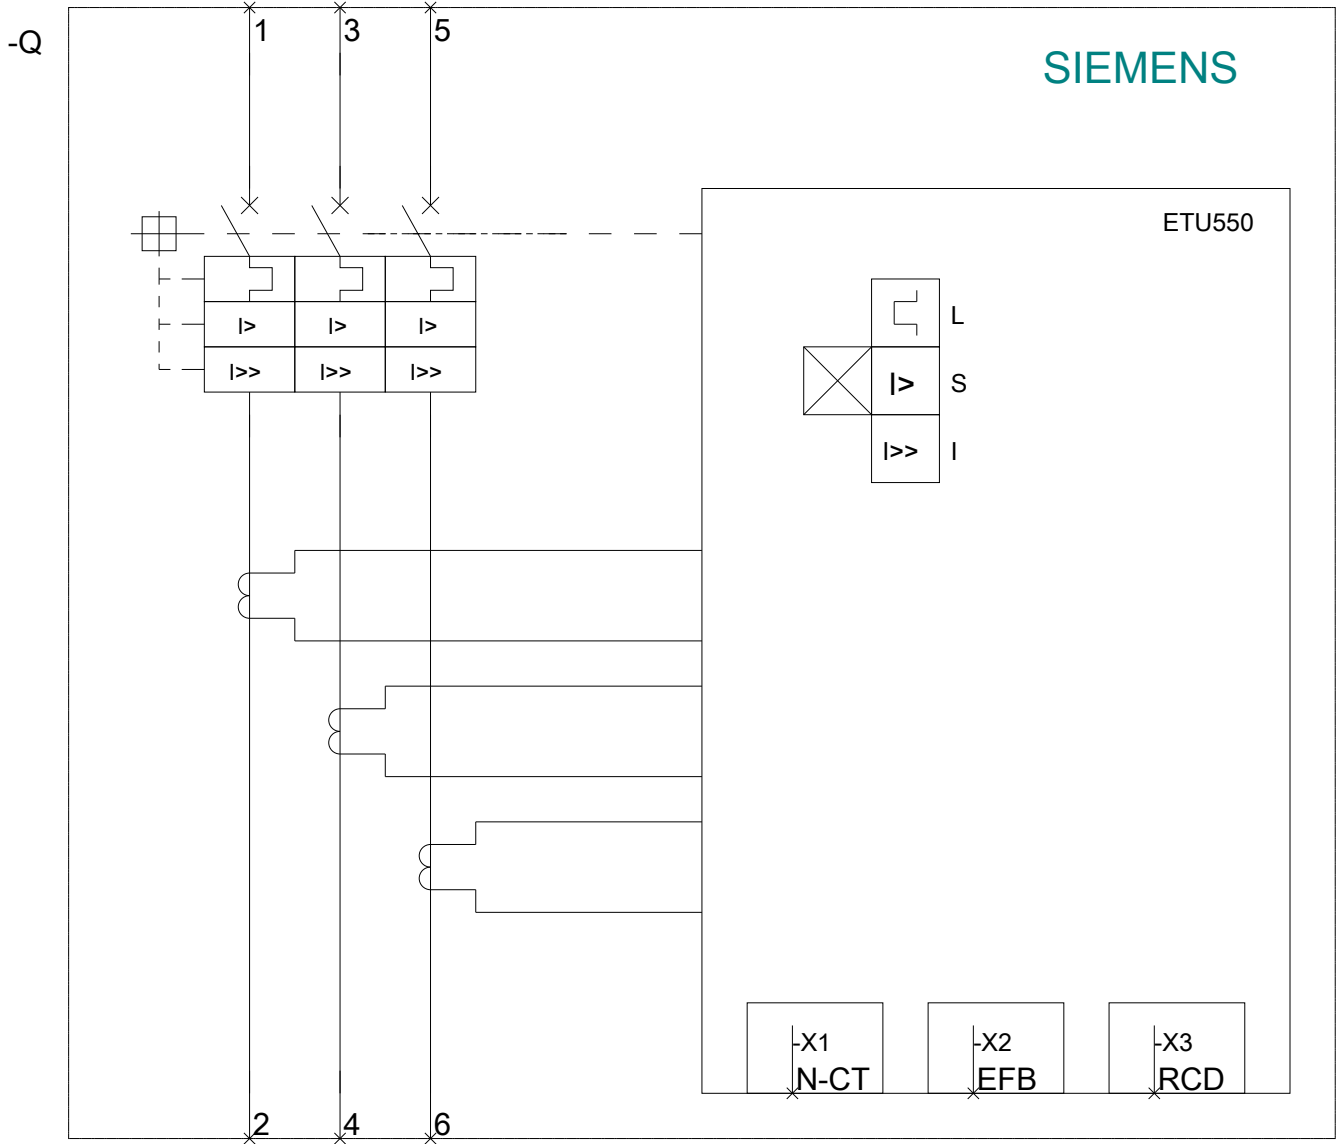 1 3 5
-Q
SIEMENS
ETU550
L
I> I> I>
I>> I>> I>>
I> S
I>> I
-X1 -X2 -X3
N-CT EFB RCD
2 4 6